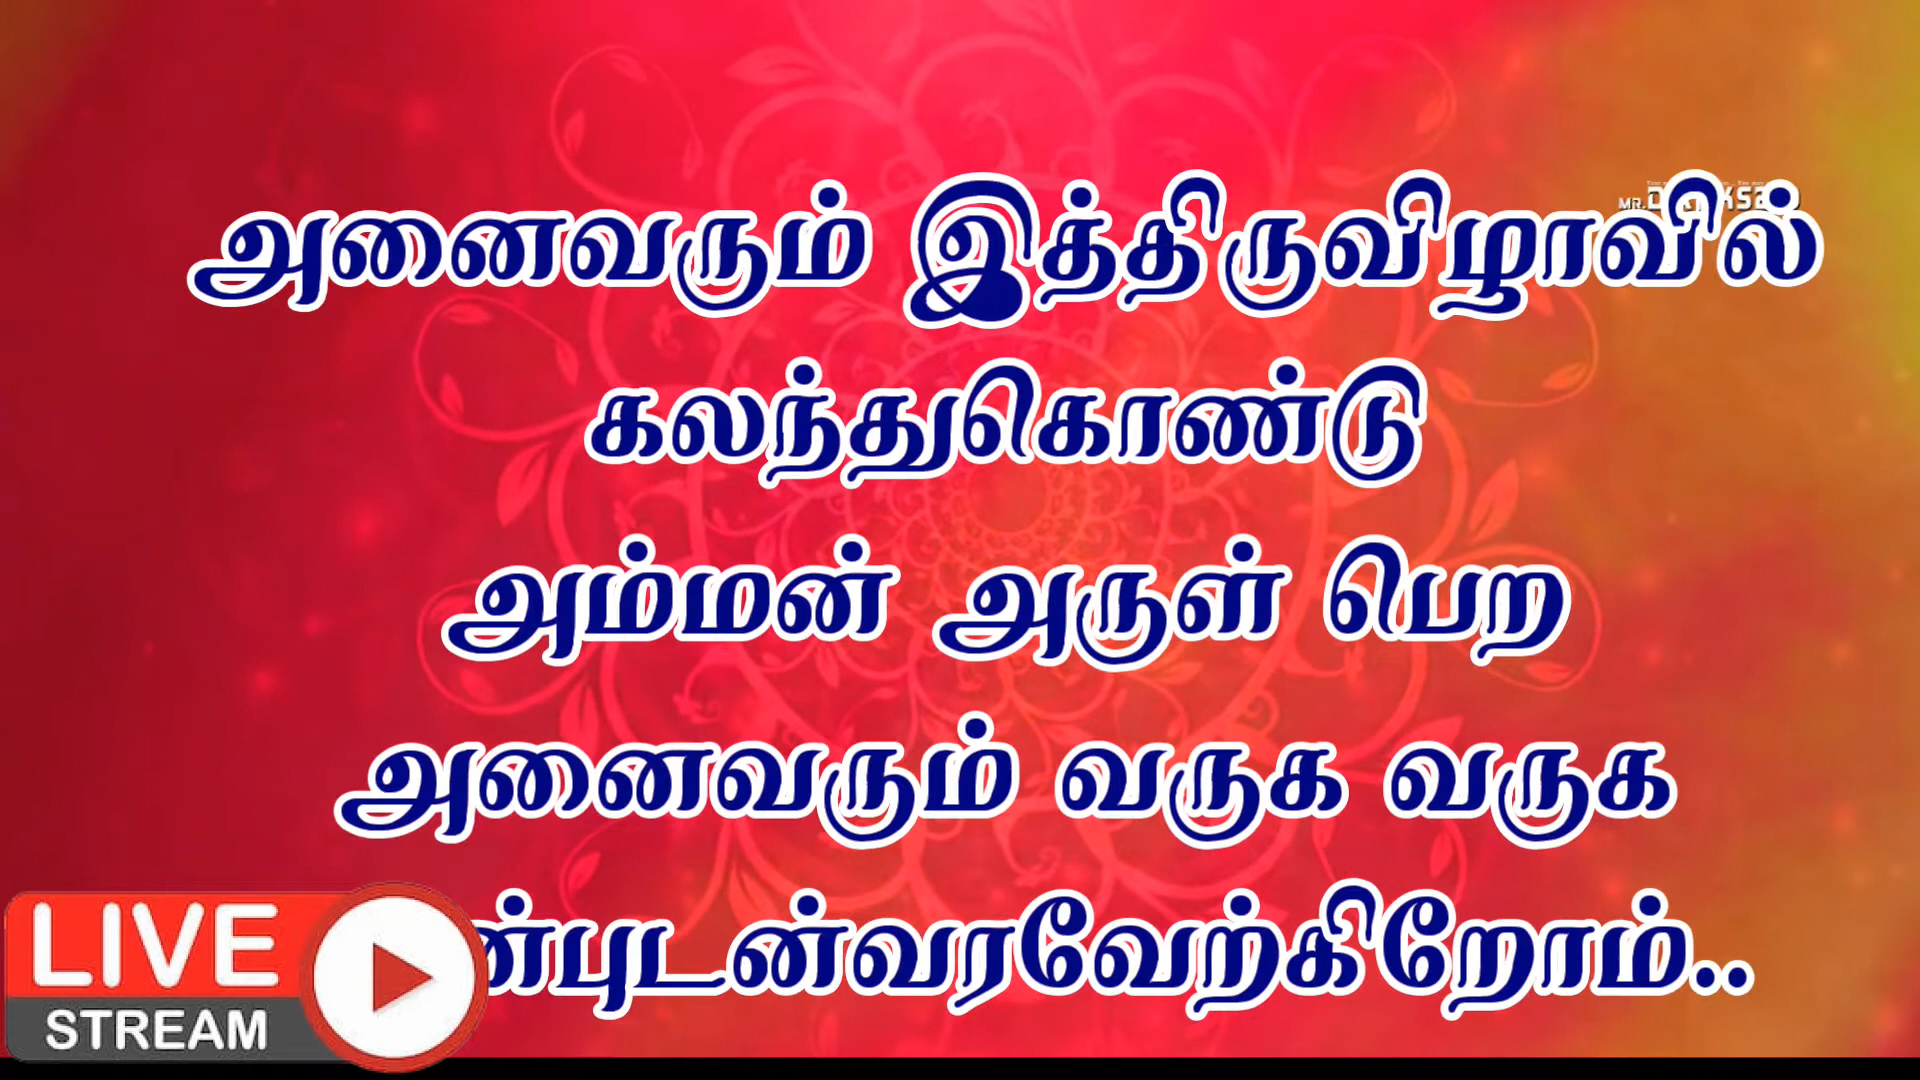 அனைவரும் இத்திருவிழாவில்
கலந்துகொண்டு
அம்மன் அருள் பெற
அனைவரும் வருக வருக
ன்புடன்வரவேற்கிறோம்..
LIVE
STREAM